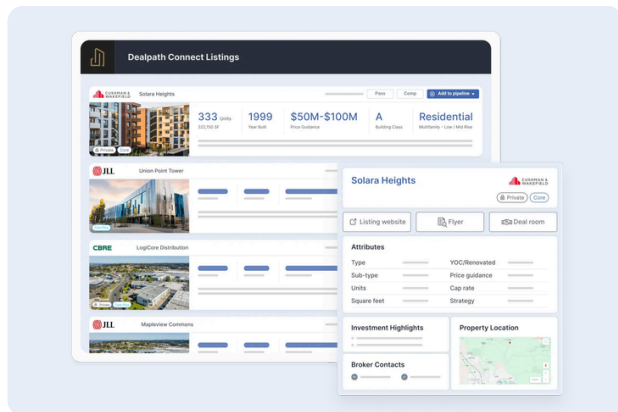 Dealpath Connect Listings
CUSHMAN & WAKEFIELD Solara Heights Pass Comp Add to pipeline
333 Units 1999 $50M-$100M A Residential
Year Built Price Guidance Building Class Multifamily • Low / Mid Rise
Private Core
JLL Union Point Tower
CBRE LogiCore Distribution
Private
JLL Mapleview Commons
Solara Heights CUSHMAN & WAKEFIELD
Private Core
Listing website Flyer Deal room
Attributes
Type YOC/Renovated
Sub-type Price guidance
Units Cap rate
Square feet Strategy
Investment Highlights Property Location
Broker Contacts